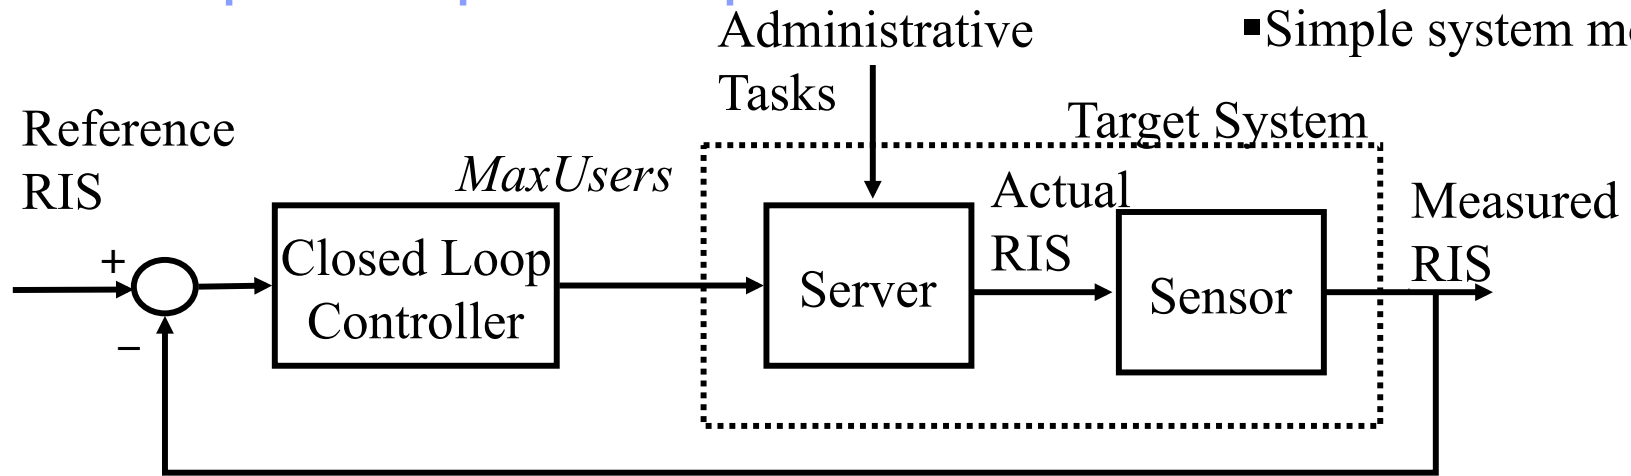 Administrative
Tasks
▪Simple system
Reference
RIS
MaxUsers
Target System
Actual
RIS
Measured
RIS
+
−
Closed Loop
Controller
Server
Sensor